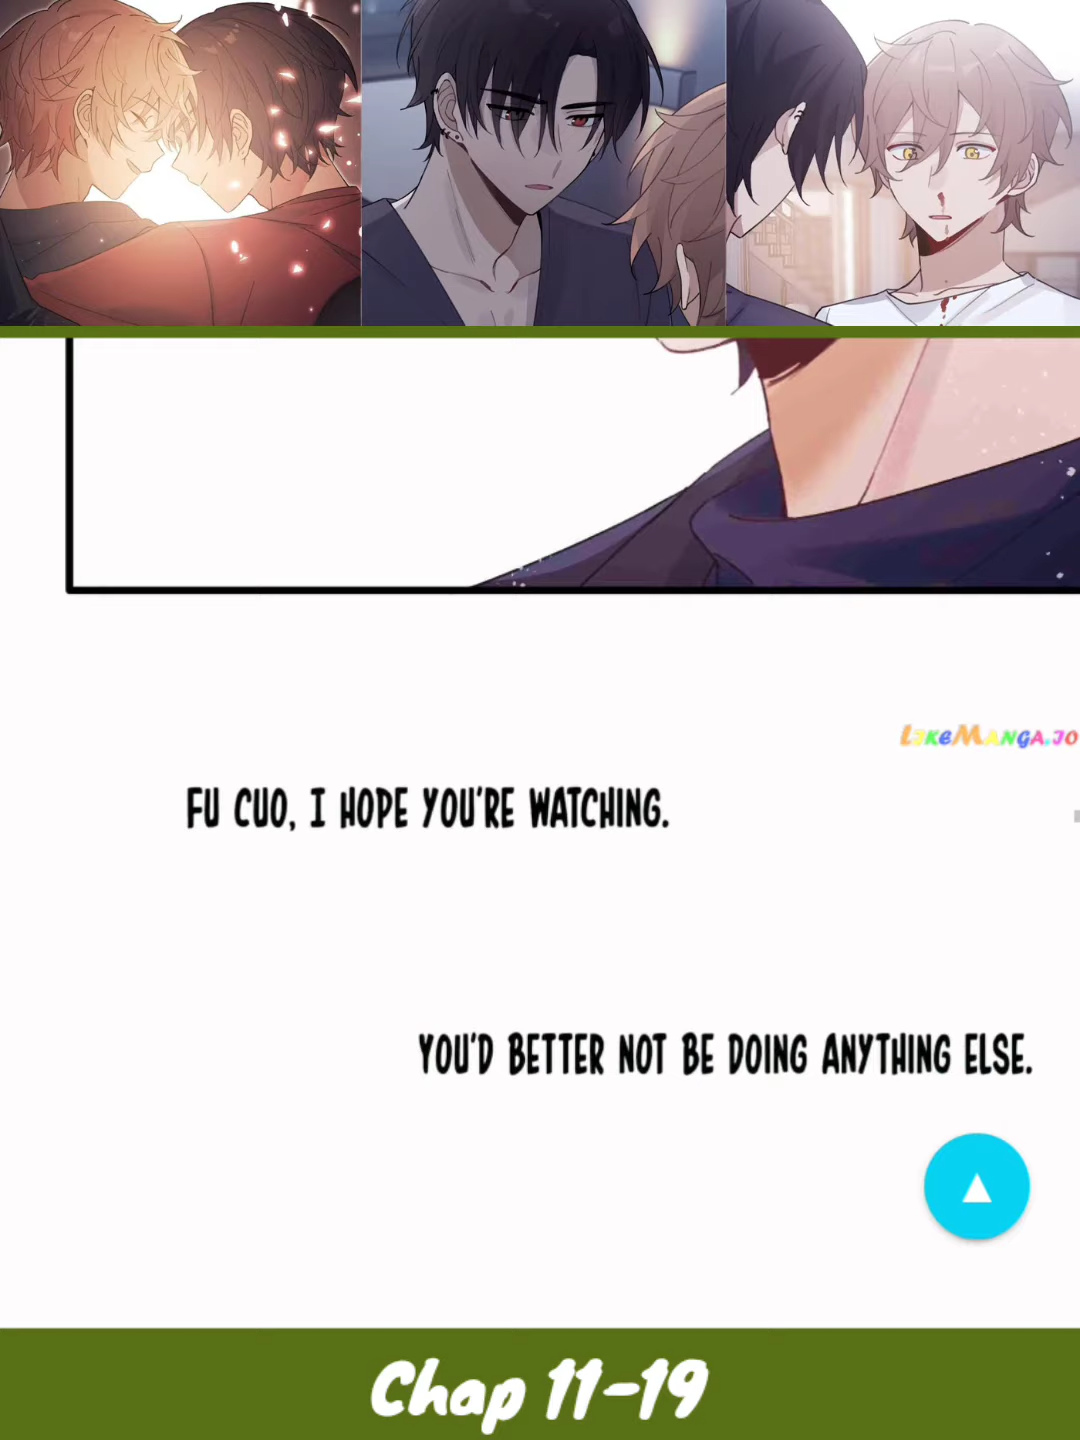 LIKEMANGA.IO
FU CUO, I HOPE YOU'RE WATCHING.
YOU'D BETTER NOT BE DOING ANYTHING ELSE.
Chap 11-19